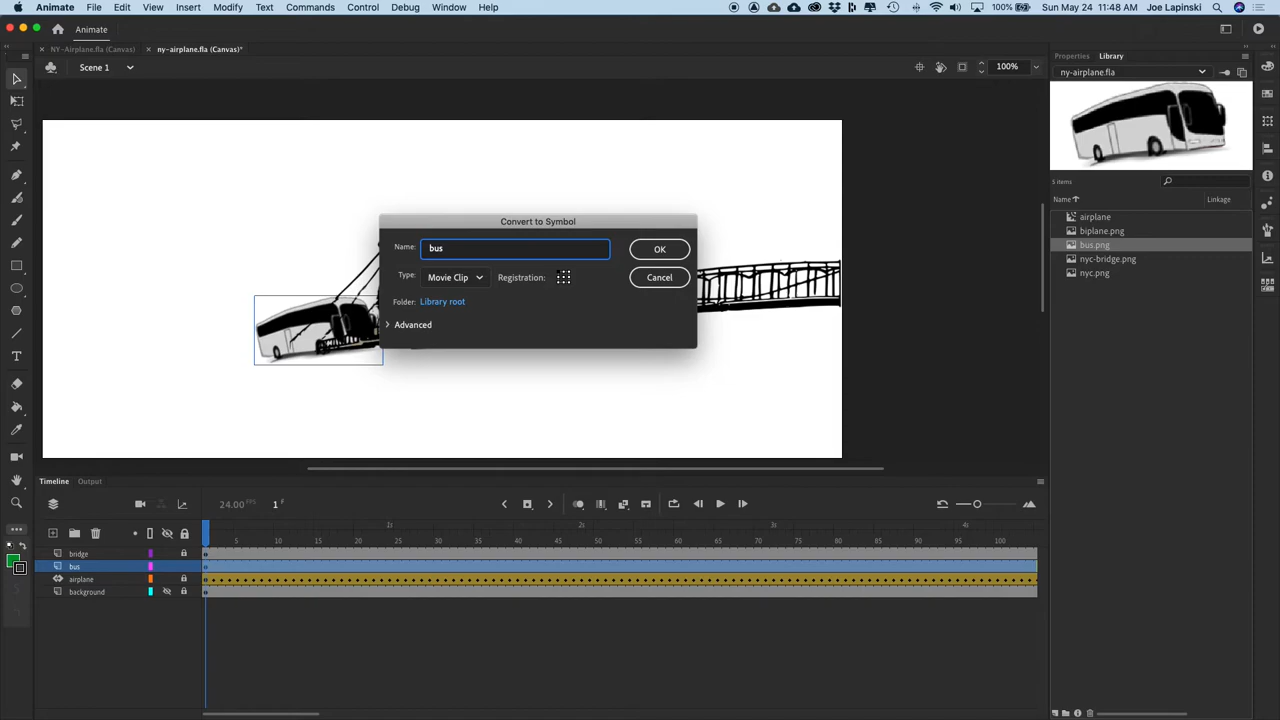 Animate File Edit View Insert Modify Text Commands Control Debug Window Help 100% Sun May 24 11:48 AM Joe Lapinski
Animate
NY-Airplane.fla (Canvas) ny-airplane.fla (Canvas)*
Scene 1 100%
Properties Library
ny-airplane.fla
5 items
Name Linkage
airplane
biplane.png
bus.png
nyc-bridge.png
nyc.png
Convert to Symbol
Name: bus OK
Type: Movie Clip Registration: Cancel
Folder: Library root
Advanced
Timeline Output
24.00 FPS 1 F
1s 2s 3s 4s
5 10 15 20 25 30 35 40 45 50 55 60 65 70 75 80 85 90 95 100
bridge
bus
airplane
background